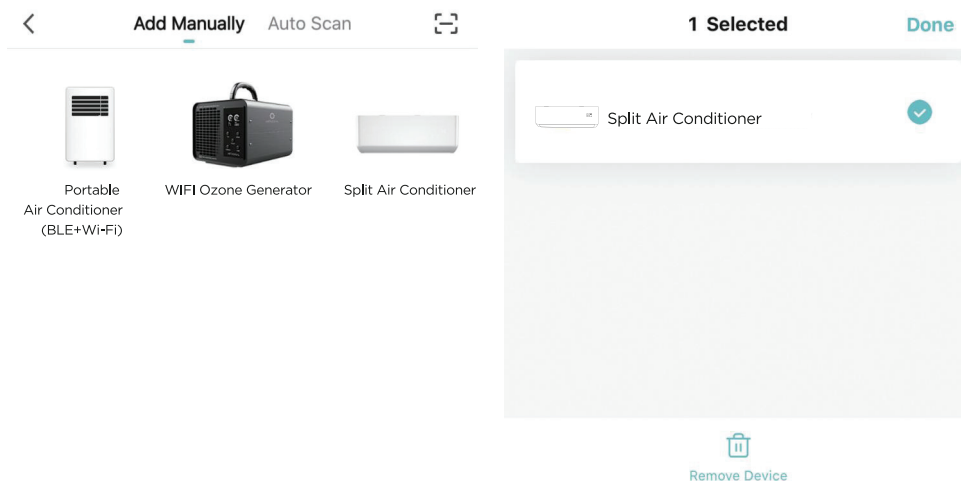 Add Manually Auto Scan
Portable
Air Conditioner
(BLE+Wi-Fi)
WIFI Ozone Generator
Split Air Conditioner
1 Selected Done
Split Air Conditioner
Remove Device